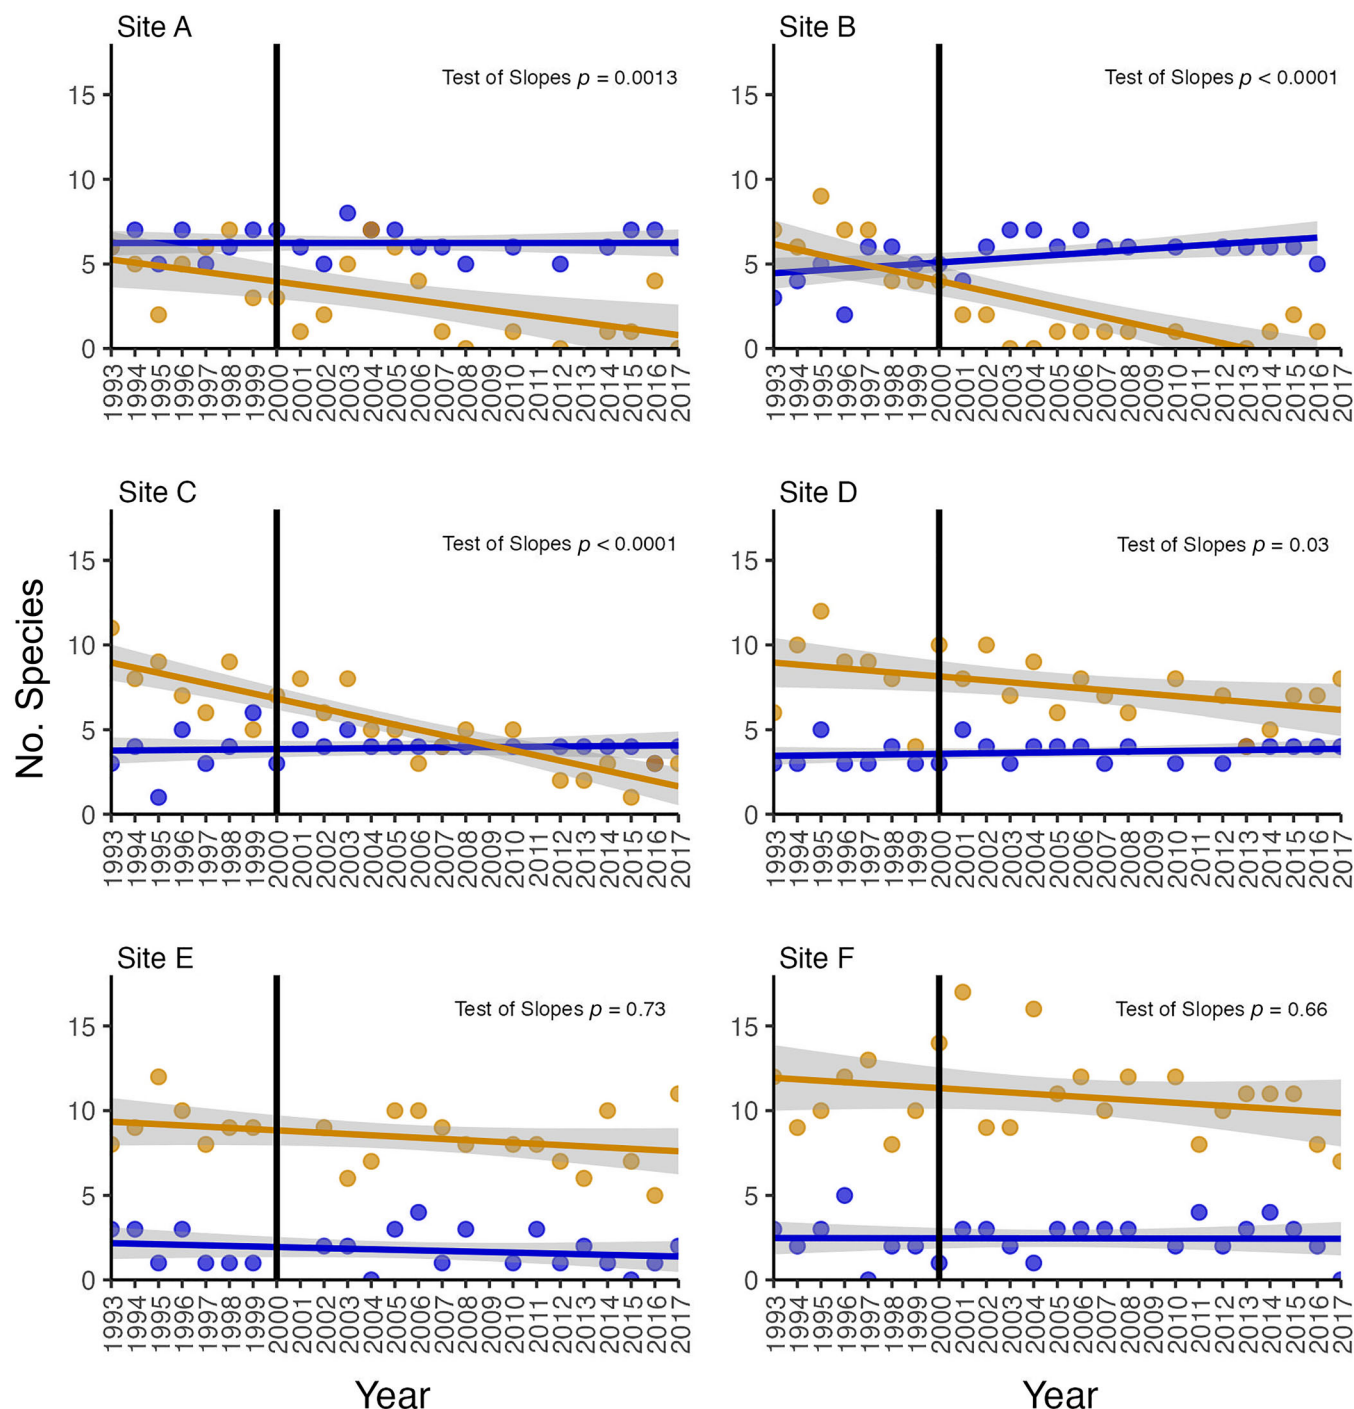 Site A
Test of Slopes p = 0.0013
15
10
5
0
1993 1994 1995 1996 1997 1998 1999 2000 2001 2002 2003 2004 2005 2006 2007 2008 2009 2010 2011 2012 2013 2014 2015 2016 2017
Site B
Test of Slopes p < 0.0001
15
10
5
0
1993 1994 1995 1996 1997 1998 1999 2000 2001 2002 2003 2004 2005 2006 2007 2008 2009 2010 2011 2012 2013 2014 2015 2016 2017
No. Species
Site C
Test of Slopes p < 0.0001
15
10
5
0
1993 1994 1995 1996 1997 1998 1999 2000 2001 2002 2003 2004 2005 2006 2007 2008 2009 2010 2011 2012 2013 2014 2015 2016 2017
Site D
Test of Slopes p = 0.03
15
10
5
0
1993 1994 1995 1996 1997 1998 1999 2000 2001 2002 2003 2004 2005 2006 2007 2008 2009 2010 2011 2012 2013 2014 2015 2016 2017
Site E
Test of Slopes p = 0.73
15
10
5
0
1993 1994 1995 1996 1997 1998 1999 2000 2001 2002 2003 2004 2005 2006 2007 2008 2009 2010 2011 2012 2013 2014 2015 2016 2017
Year
Site F
Test of Slopes p = 0.66
15
10
5
0
1993 1994 1995 1996 1997 1998 1999 2000 2001 2002 2003 2004 2005 2006 2007 2008 2009 2010 2011 2012 2013 2014 2015 2016 2017
Year